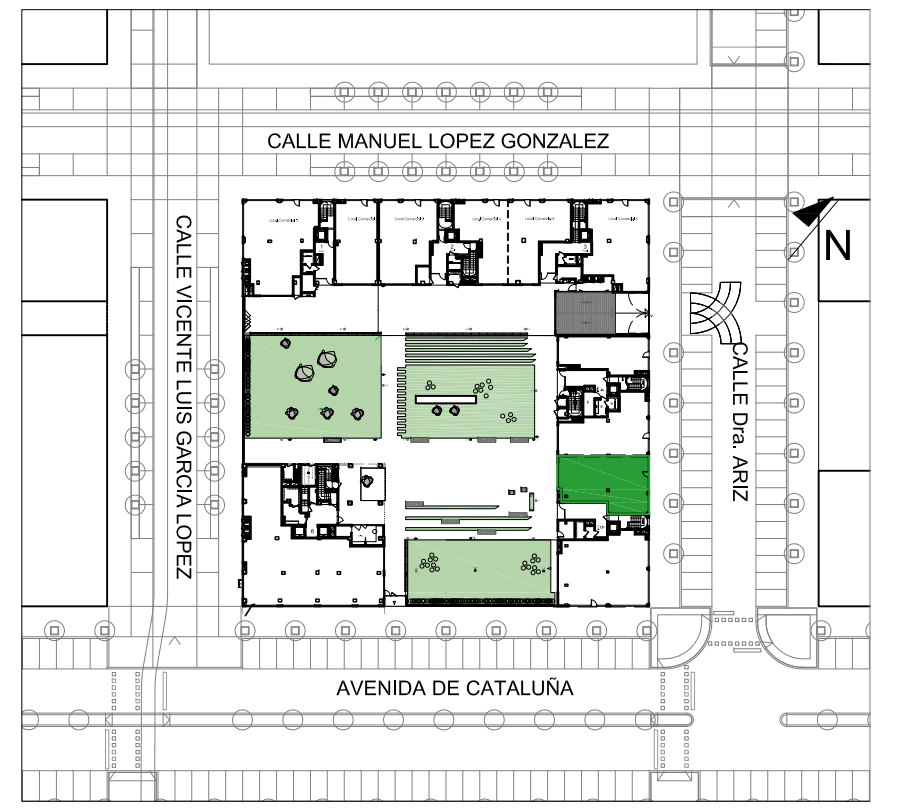 CALLE MANUEL LOPEZ GONZALEZ
CALLE VICENTE LUIS GARCIA LOPEZ
N
CALLE Dra. ARIZ
AVENIDA DE CATALUÑA